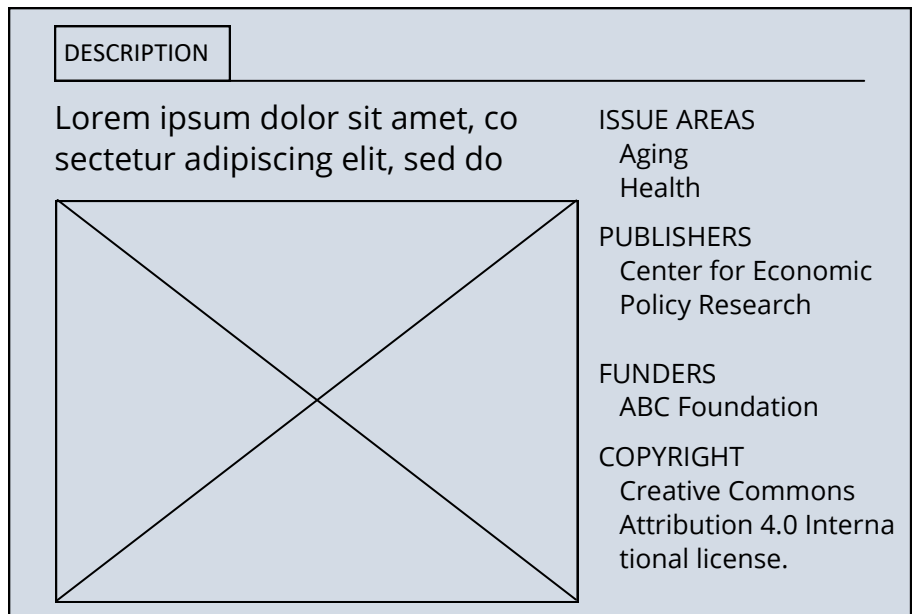 DESCRIPTION
Lorem ipsum dolor sit amet, co
sectetur adipiscing elit, sed do
ISSUE AREAS
Aging
Health
PUBLISHERS
Center for Economic
Policy Research
FUNDERS
ABC Foundation
COPYRIGHT
Creative Commons
Attribution 4.0 Interna
tional license.